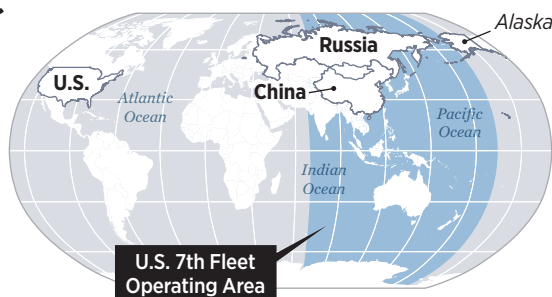 Alaska
Russia
U.S.
China
Atlantic
Ocean
Pacific
Ocean
Indian
Ocean
U.S. 7th Fleet
Operating Area